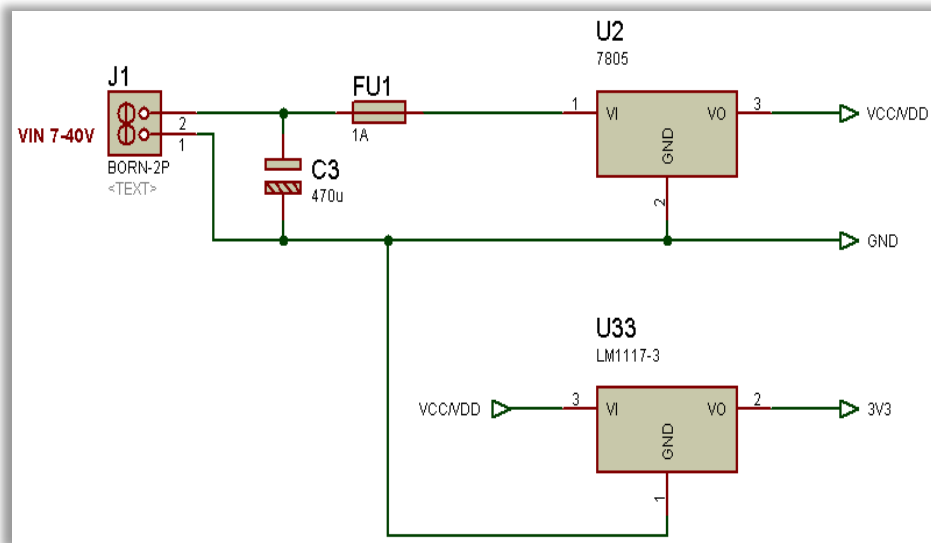 J1
VIN 7-40V
2
1
BORN-2P
<TEXT>
FU1
1A
C3
470u
U2
7805
1
VI
VO
3
GND
2
VCC/VDD
GND
U33
LM1117-3
VCC/VDD
3
VI
VO
2
GND
1
3V3